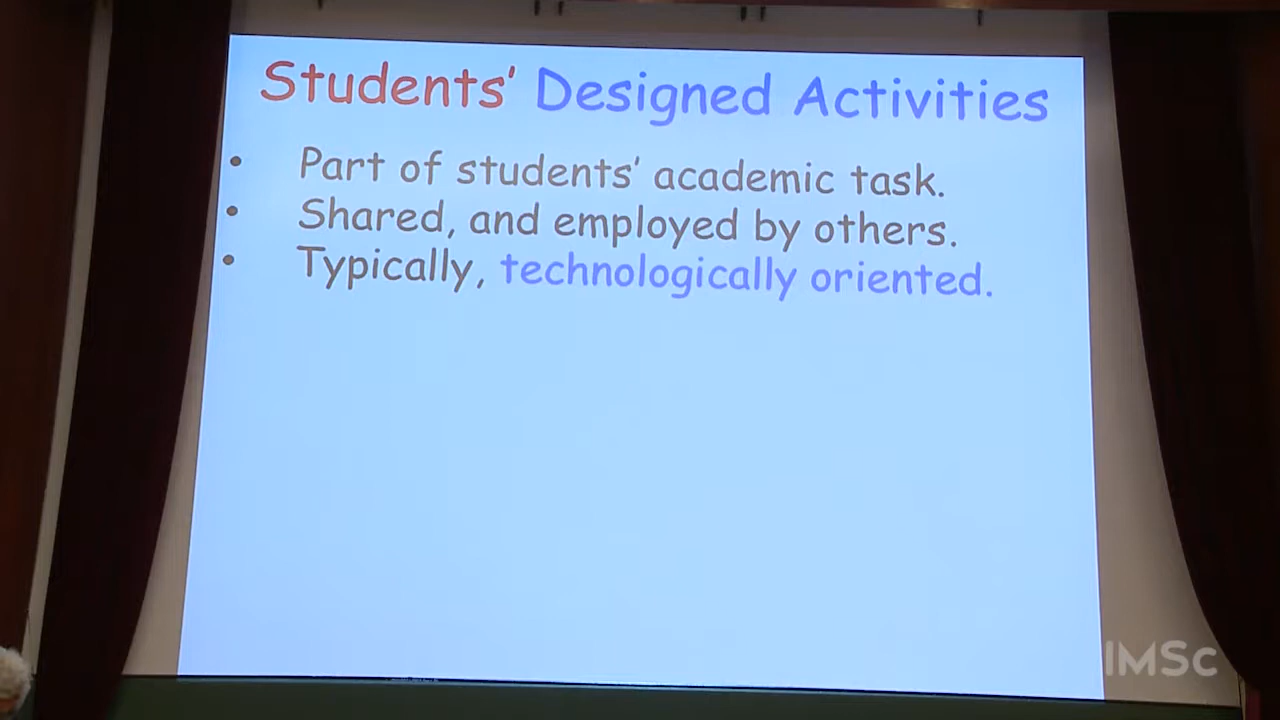 Students' Designed Activities
• Part of students' academic task.
• Shared, and employed by others.
• Typically, technologically oriented.
IMSc